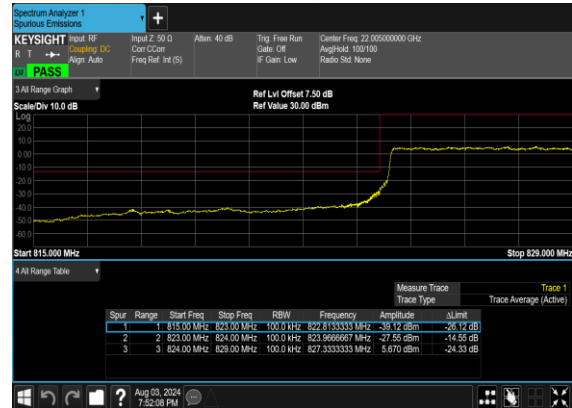 Spectrum Analyzer 1
Spurious Emissions
+
KEYSIGHT Input: RF Input Z: 50 Ω Atten: 40 dB Trig: Free Run Center Freq: 22.005000000 GHz
R T Coupling: DC Corr CCorr Gate: Off Avg|Hold: 100/100
Align: Auto Freq Ref: Int (S) IF Gain: Low Radio Std: None
PASS
3 All Range Graph
Ref Lvl Offset 7.50 dB
Scale/Div 10.0 dB Ref Value 30.00 dBm
Log
20.0
10.0
0.00
-10.0
-20.0
-30.0
-40.0
-50.0
-60.0
Start 815.000 MHz Stop 829.000 MHz
4 All Range Table
Measure Trace Trace 1
Trace Type Trace Average (Active)
Spur Range Start Freq Stop Freq RBW Frequency Amplitude ΔLimit
1 1 815.00 MHz 823.00 MHz 100.0 kHz 822.8133333 MHz -39.12 dBm -26.12 dB
2 2 823.00 MHz 824.00 MHz 100.0 kHz 823.9666667 MHz -27.55 dBm -14.55 dB
3 3 824.00 MHz 829.00 MHz 100.0 kHz 827.3333333 MHz 5.670 dBm -24.33 dB
? Aug 03, 2024
7:52:08 PM